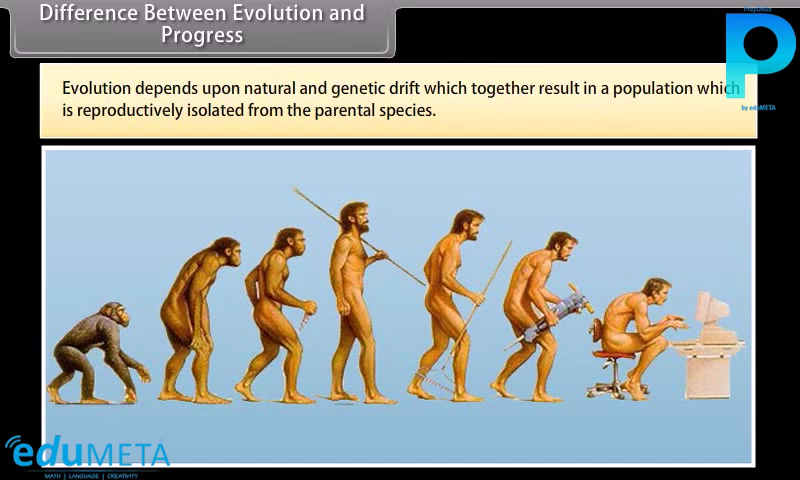 Difference Between Evolution and
Progress
by eduMETA
Evolution depends upon natural and genetic drift which together result in a population which
is reproductively isolated from the parental species.
eduMETA
MATH | LANGUAGE | CREATIVITY